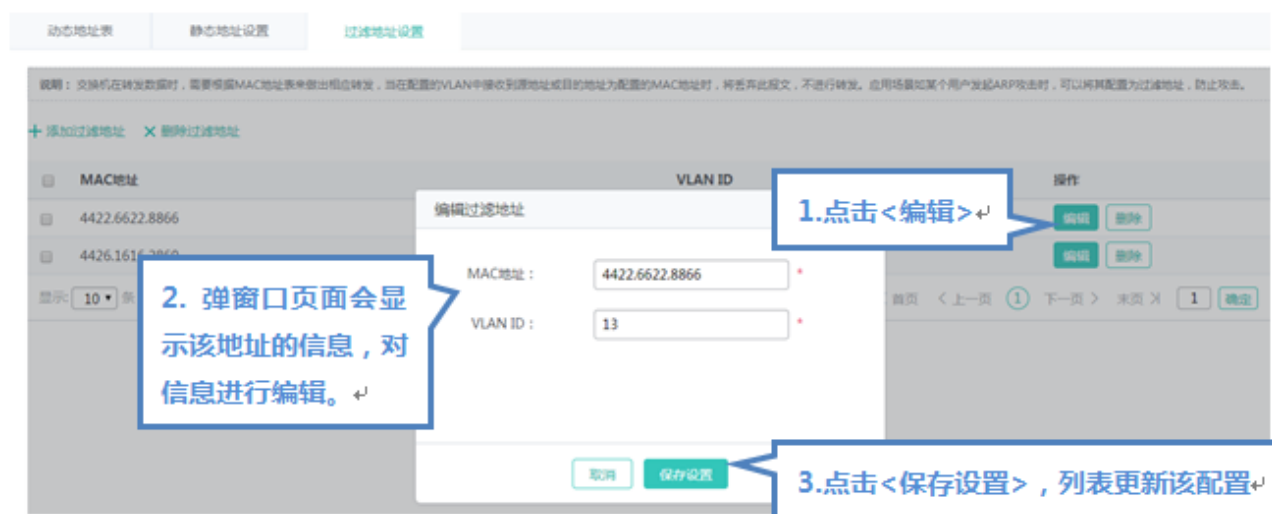 动态地址表 静态地址设置 过滤地址设置
说明：交换机在转发数据时，需要根据MAC地址表来做出相应转发，当在配置的VLAN中接收到源地址或目的地址为配置的MAC地址时，将丢弃此报文，不进行转发。应用场景如某个用户发起ARP攻击时，可以将其配置为过滤地址，防止攻击。
+ 添加过滤地址 × 删除过滤地址
MAC地址 VLAN ID 操作
4422.6622.8866 编辑 删除
4426.1616 编辑 删除
显示: 10 条 首页 上一页 1 下一页 末页 1 确定
编辑过滤地址
MAC地址： 4422.6622.8866 *
VLAN ID： 13 *
取消 保存设置
1.点击<编辑>↵
2. 弹窗口页面会显
示该地址的信息，对
信息进行编辑。↵
3.点击<保存设置>，列表更新该配置↵